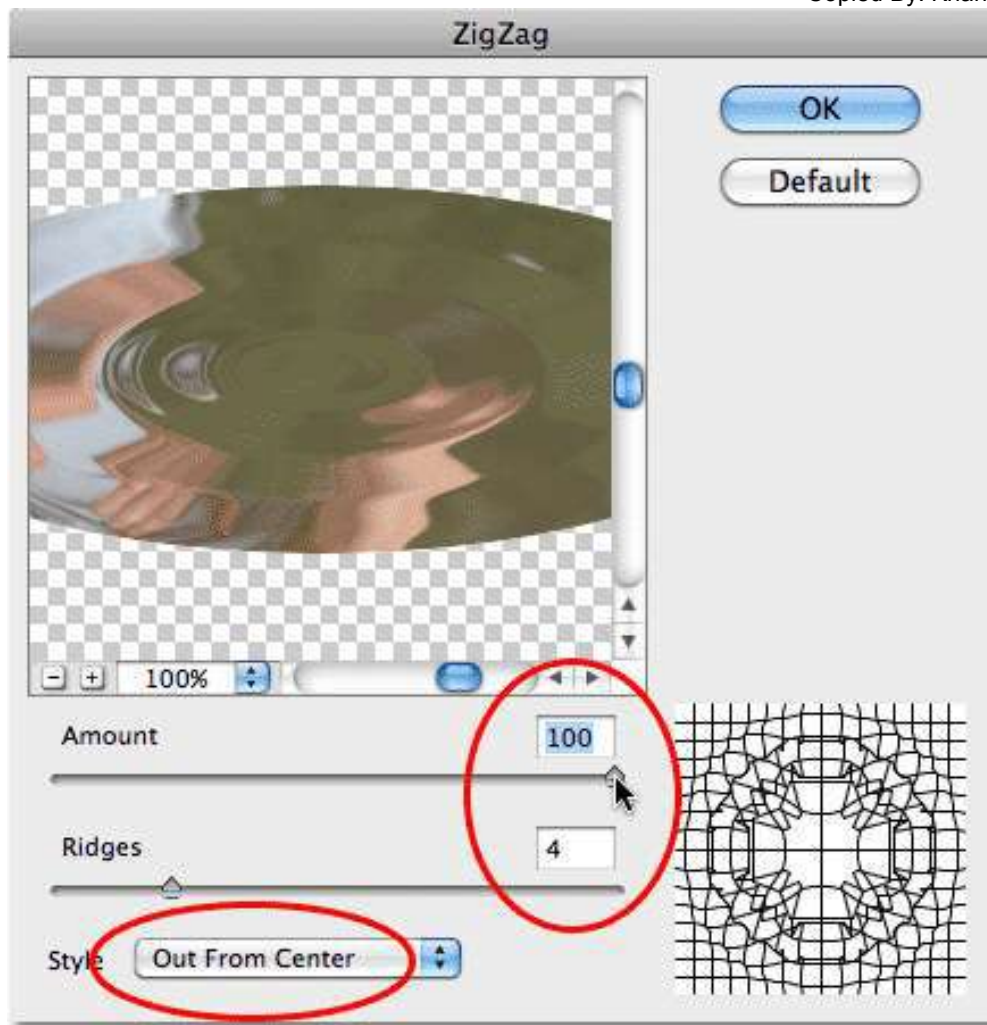 ZigZag
OK
Default
100%
Amount
100
Ridges
4
Style
Out From Center